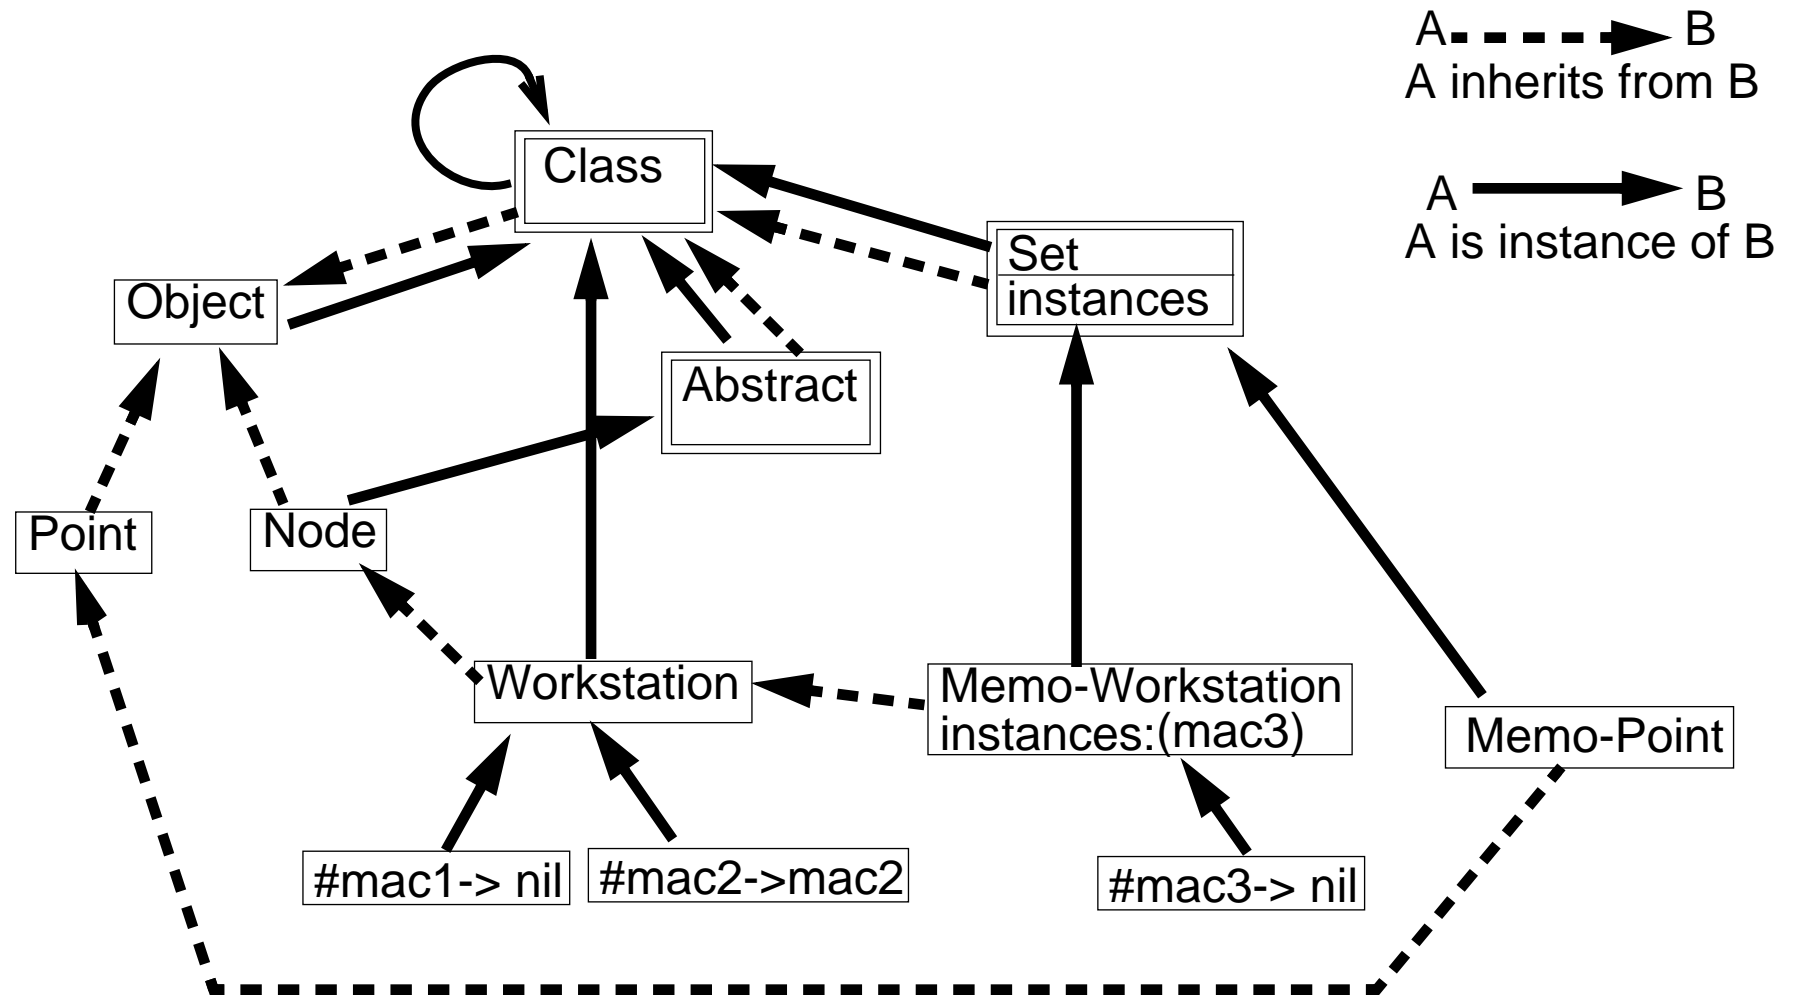 A B
A inherits from B
Class
A B
A is instance of B
Set
instances
Object
Abstract
Point
Node
Workstation
Memo-Workstation
instances:(mac3)
Memo-Point
#mac1-> nil
#mac2->mac2
#mac3-> nil